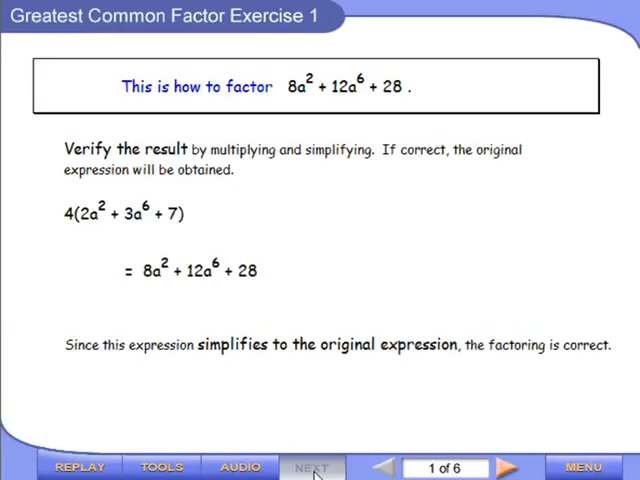 Greatest Common Factor Exercise 1
This is how to factor 8a² + 12a⁶ + 28 .
Verify the result by multiplying and simplifying. If correct, the original
expression will be obtained.
4(2a² + 3a⁶ + 7)
= 8a² + 12a⁶ + 28
Since this expression simplifies to the original expression, the factoring is correct.
REPLAY TOOLS AUDIO NEXT 1 of 6 MENU